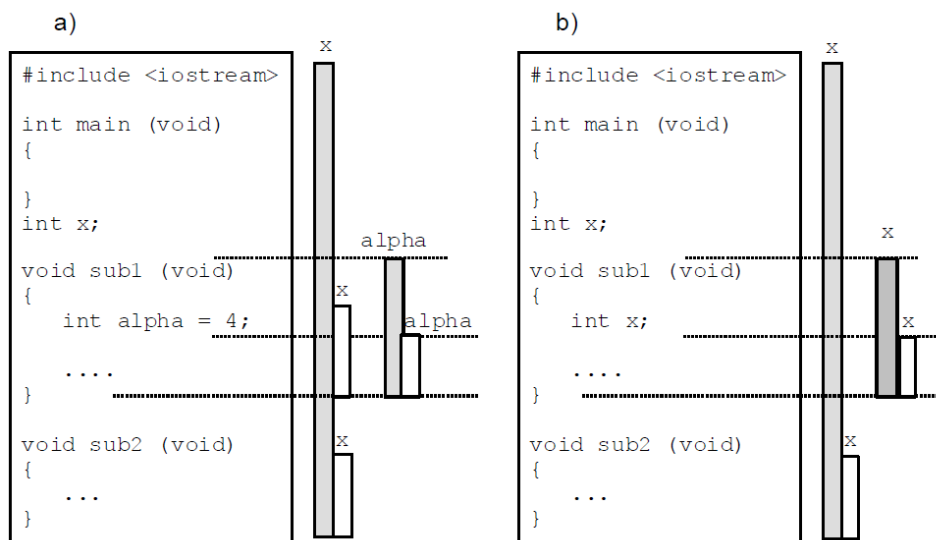 a)
x
#include <iostream>
int main (void)
{
}
int x;
alpha
void sub1 (void)
{
x
int alpha = 4;
alpha
....
}
void sub2 (void)
x
{
...
}
b)
x
#include <iostream>
int main (void)
{
}
int x;
x
void sub1 (void)
{
int x;
x
....
}
void sub2 (void)
x
{
...
}